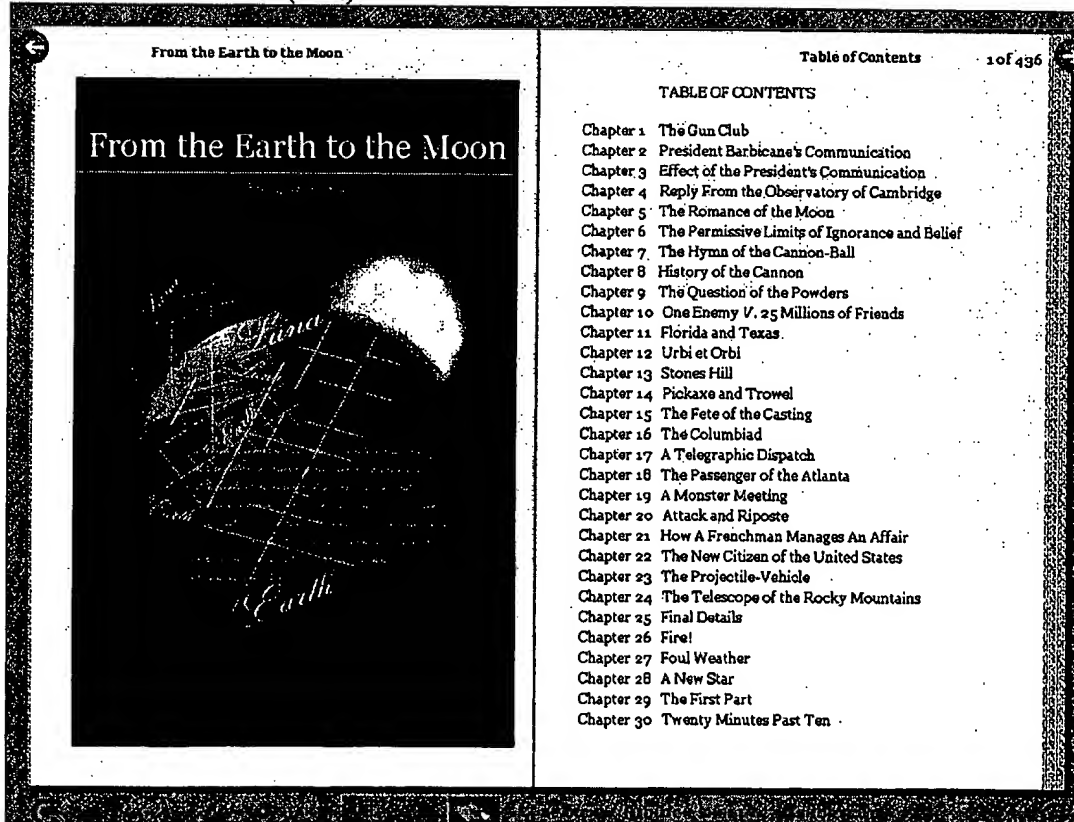 From the Earth to the Moon
From the Earth to the Moon
Luna
Earth
Table of Contents
1 of 436
TABLE OF CONTENTS
Chapter 1 The Gun Club
Chapter 2 President Barbicane's Communication
Chapter 3 Effect of the President's Communication
Chapter 4 Reply From the Observatory of Cambridge
Chapter 5 The Romance of the Moon
Chapter 6 The Permissive Limits of Ignorance and Belief
Chapter 7 The Hymn of the Cannon-Ball
Chapter 8 History of the Cannon
Chapter 9 The Question of the Powders
Chapter 10 One Enemy V. 25 Millions of Friends
Chapter 11 Florida and Texas
Chapter 12 Urbi et Orbi
Chapter 13 Stones Hill
Chapter 14 Pickaxe and Trowel
Chapter 15 The Fete of the Casting
Chapter 16 The Columbiad
Chapter 17 A Telegraphic Dispatch
Chapter 18 The Passenger of the Atlanta
Chapter 19 A Monster Meeting
Chapter 20 Attack and Riposte
Chapter 21 How A Frenchman Manages An Affair
Chapter 22 The New Citizen of the United States
Chapter 23 The Projectile-Vehicle
Chapter 24 The Telescope of the Rocky Mountains
Chapter 25 Final Details
Chapter 26 Fire!
Chapter 27 Foul Weather
Chapter 28 A New Star
Chapter 29 The First Part
Chapter 30 Twenty Minutes Past Ten